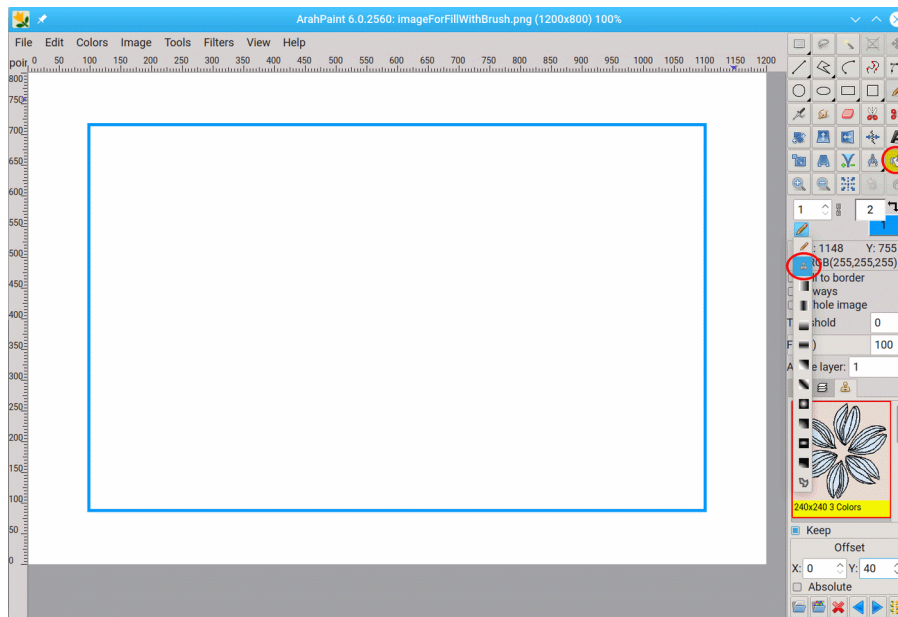 ArahPaint 6.0.2560: imageForFillWithBrush.png (1200x800) 100%
File Edit Colors Image Tools Filters View Help
0 50 100 150 200 250 300 350 400 450 500 550 600 650 700 750 800 850 900 950 1000 1050 1100 1150 1200
800
750
700
650
600
550
500
450
400
350
300
250
200
150
100
50
0
1 2
1
: 1148 Y: 755
RGB(255,255,255)
to border
ways
hole image
shold 0
100
layer: 1
240x240 3 Colors
Keep
Offset
X: 0 Y: 40
Absolute